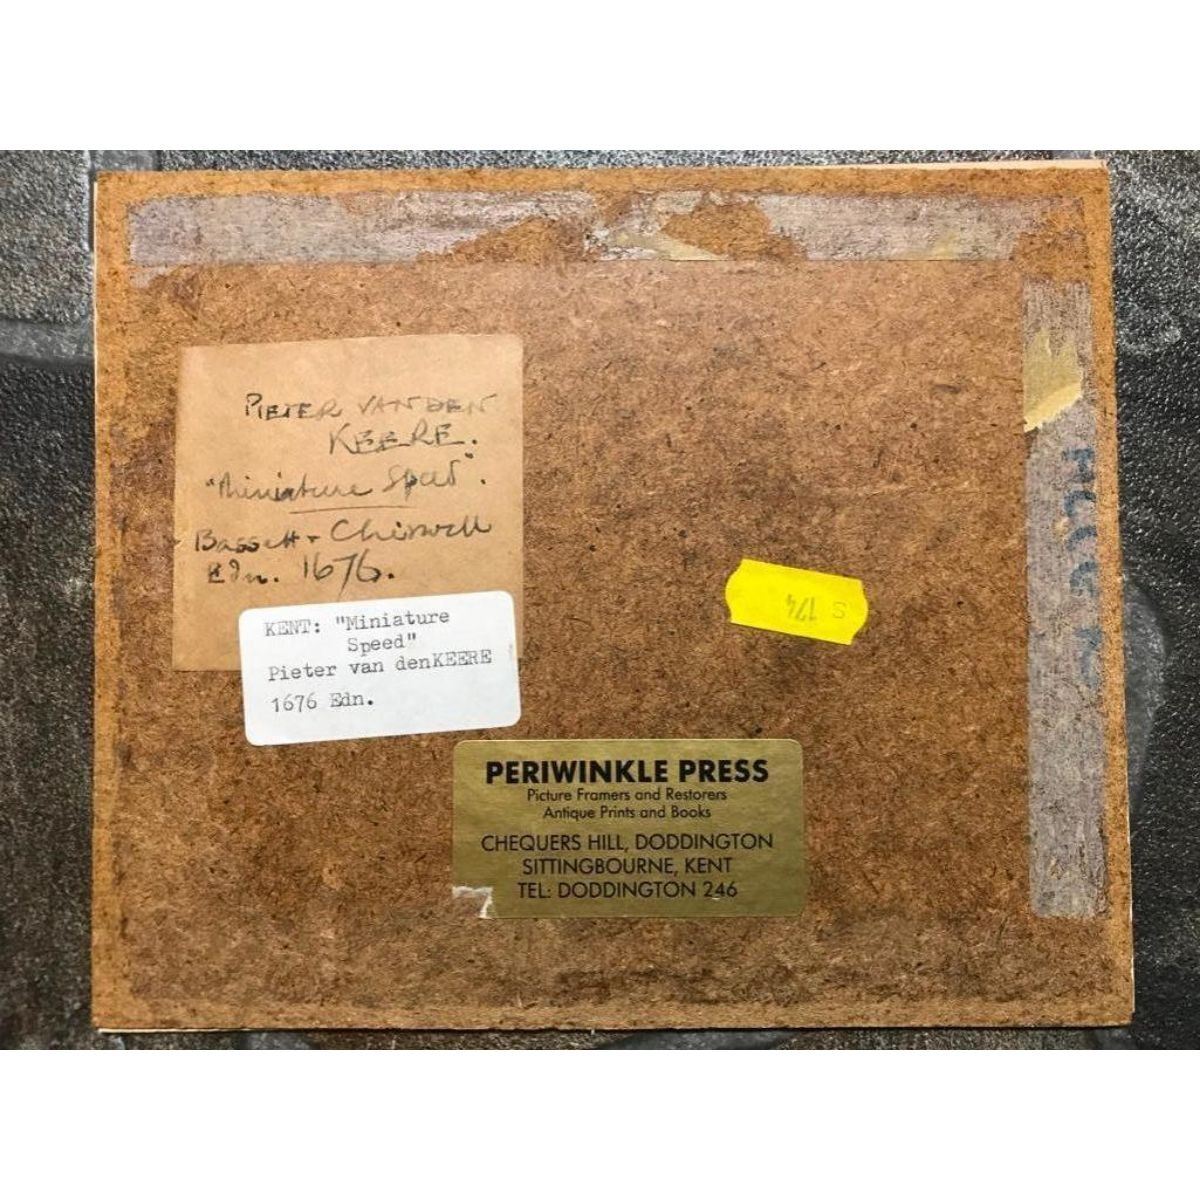 PIETER VAN DEN
KEERE.
"Miniature Speed".
Bassett + Chiswell
Edn. 1676.
KENT: "Miniature
Speed"
Pieter van denKEERE
1676 Edn.
S 174
PERIWINKLE PRESS
Picture Framers and Restorers
Antique Prints and Books
CHEQUERS HILL, DODDINGTON
SITTINGBOURNE, KENT
TEL: DODDINGTON 246